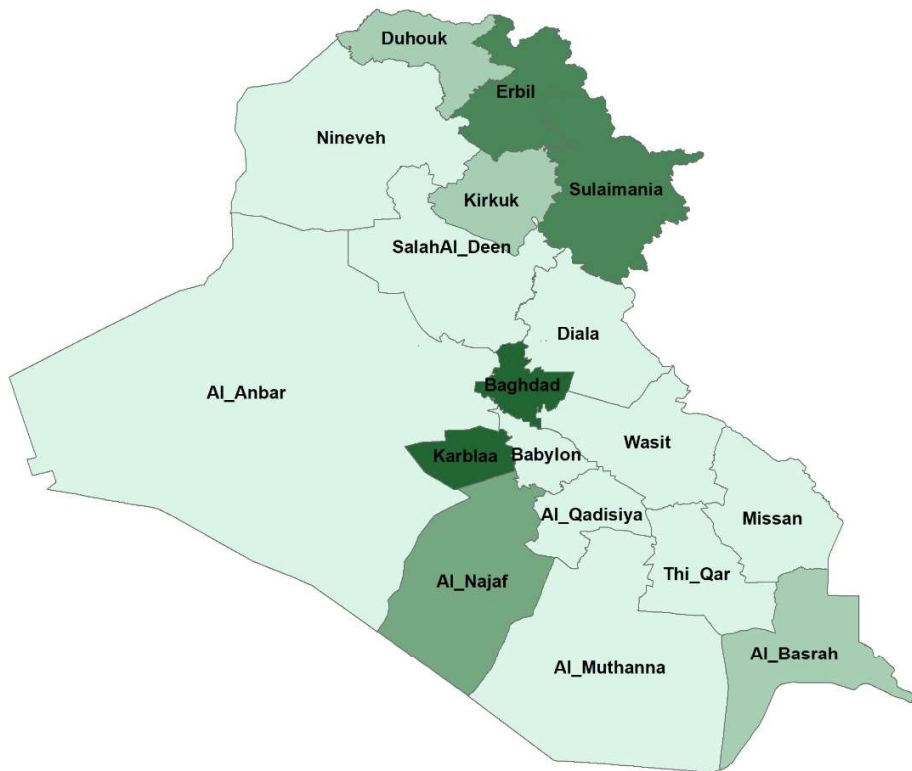 Duhouk
Erbil
Nineveh
Sulaimania
Kirkuk
SalahAl_Deen
Diala
Baghdad
Al_Anbar
Wasit
Karblaa
Babylon
Al_Qadisiya
Missan
Thi_Qar
Al_Najaf
Al_Basrah
Al_Muthanna